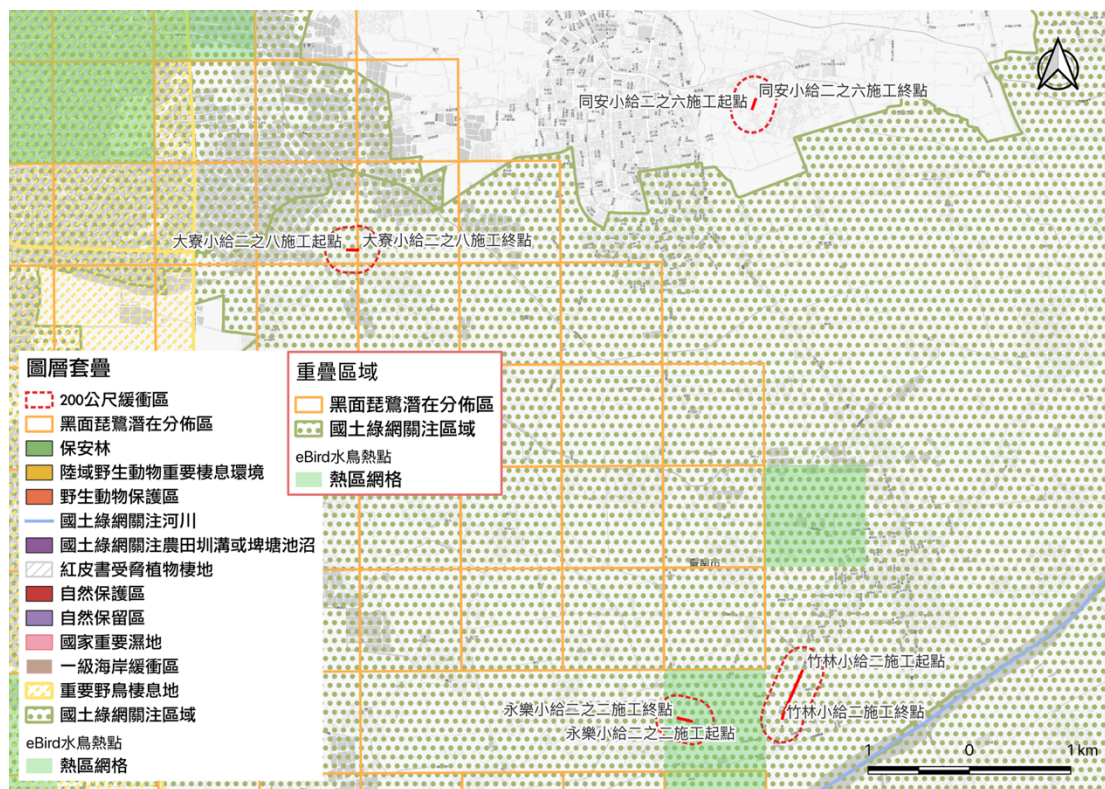 同安小給二之六施工起點
同安小給二之六施工終點
大寮小給二之八施工起點
大寮小給二之八施工終點
圖層套疊
200公尺緩衝區
黑面琵鷺潛在分佈區
保安林
陸域野生動物重要棲息環境
野生動物保護區
國土綠網關注河川
國土綠網關注農田圳溝或埤塘池沼
紅皮書受脅植物棲地
自然保護區
自然保留區
國家重要濕地
一級海岸緩衝區
重要野鳥棲息地
國土綠網關注區域
eBird水鳥熱點
熱區網格
重疊區域
黑面琵鷺潛在分佈區
國土綠網關注區域
eBird水鳥熱點
熱區網格
竹林小給二施工起點
竹林小給二施工終點
永樂小給二之二施工終點
永樂小給二之二施工起點
1 0 1 km